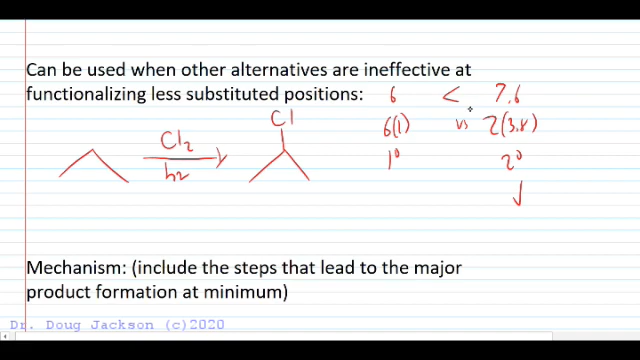 Can be used when other alternatives are ineffective at
functionalizing less substituted positions: 6 < 7.6
6(1) vs 2(3.8)
Cl
Cl2
hν
1° 2°
✓
Mechanism: (include the steps that lead to the major
product formation at minimum)
Dr. Doug Jackson (c)2020